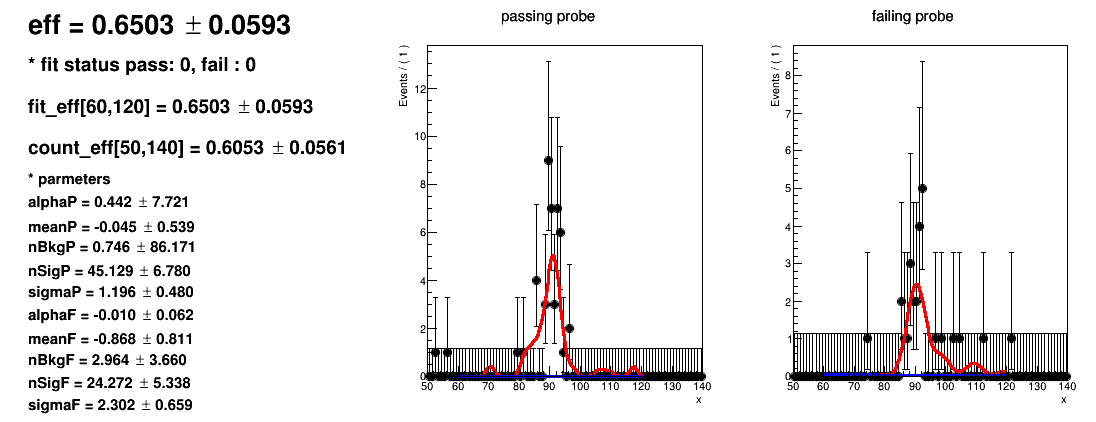 eff = 0.6503 ± 0.0593
* fit status pass: 0, fail : 0
fit_eff[60,120] = 0.6503 ± 0.0593
count_eff[50,140] = 0.6053 ± 0.0561
* parmeters
alphaP = 0.442 ± 7.721
meanP = -0.045 ± 0.539
nBkgP = 0.746 ± 86.171
nSigP = 45.129 ± 6.780
sigmaP = 1.196 ± 0.480
alphaF = -0.010 ± 0.062
meanF = -0.868 ± 0.811
nBkgF = 2.964 ± 3.660
nSigF = 24.272 ± 5.338
sigmaF = 2.302 ± 0.659
passing probe
Events / ( 1 )
12
10
8
6
4
2
0
50 60 70 80 90 100 110 120 130 140
x
failing probe
Events / ( 1 )
8
7
6
5
4
3
2
1
0
50 60 70 80 90 100 110 120 130 140
x